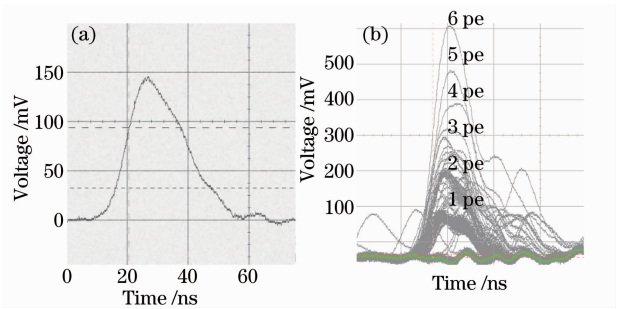 (a)
150
100
50
0
Voltage /mV
0 20 40 60
Time /ns
(b)
500
400
300
200
100
Voltage /mV
6 pe
5 pe
4 pe
3 pe
2 pe
1 pe
Time /ns